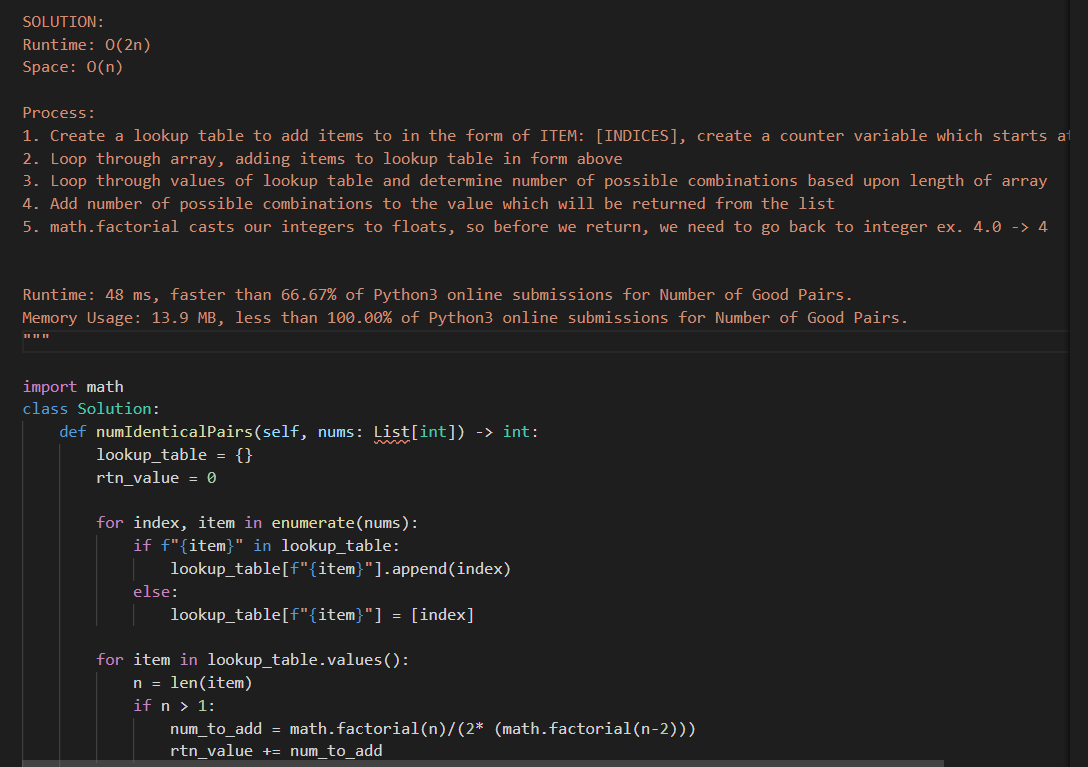 SOLUTION:
Runtime: O(2n)
Space: O(n)
Process:
1. Create a lookup table to add items to in the form of ITEM: [INDICES], create a counter variable which starts at
2. Loop through array, adding items to lookup table in form above
3. Loop through values of lookup table and determine number of possible combinations based upon length of array
4. Add number of possible combinations to the value which will be returned from the list
5. math.factorial casts our integers to floats, so before we return, we need to go back to integer ex. 4.0 -> 4
Runtime: 48 ms, faster than 66.67% of Python3 online submissions for Number of Good Pairs.
Memory Usage: 13.9 MB, less than 100.00% of Python3 online submissions for Number of Good Pairs.
"""
import math
class Solution:
    def numIdenticalPairs(self, nums: List[int]) -> int:
        lookup_table = {}
        rtn_value = 0
        for index, item in enumerate(nums):
            if f"{item}" in lookup_table:
                lookup_table[f"{item}"].append(index)
            else:
                lookup_table[f"{item}"] = [index]
        for item in lookup_table.values():
            n = len(item)
            if n > 1:
                num_to_add = math.factorial(n)/(2* (math.factorial(n-2)))
                rtn_value += num_to_add